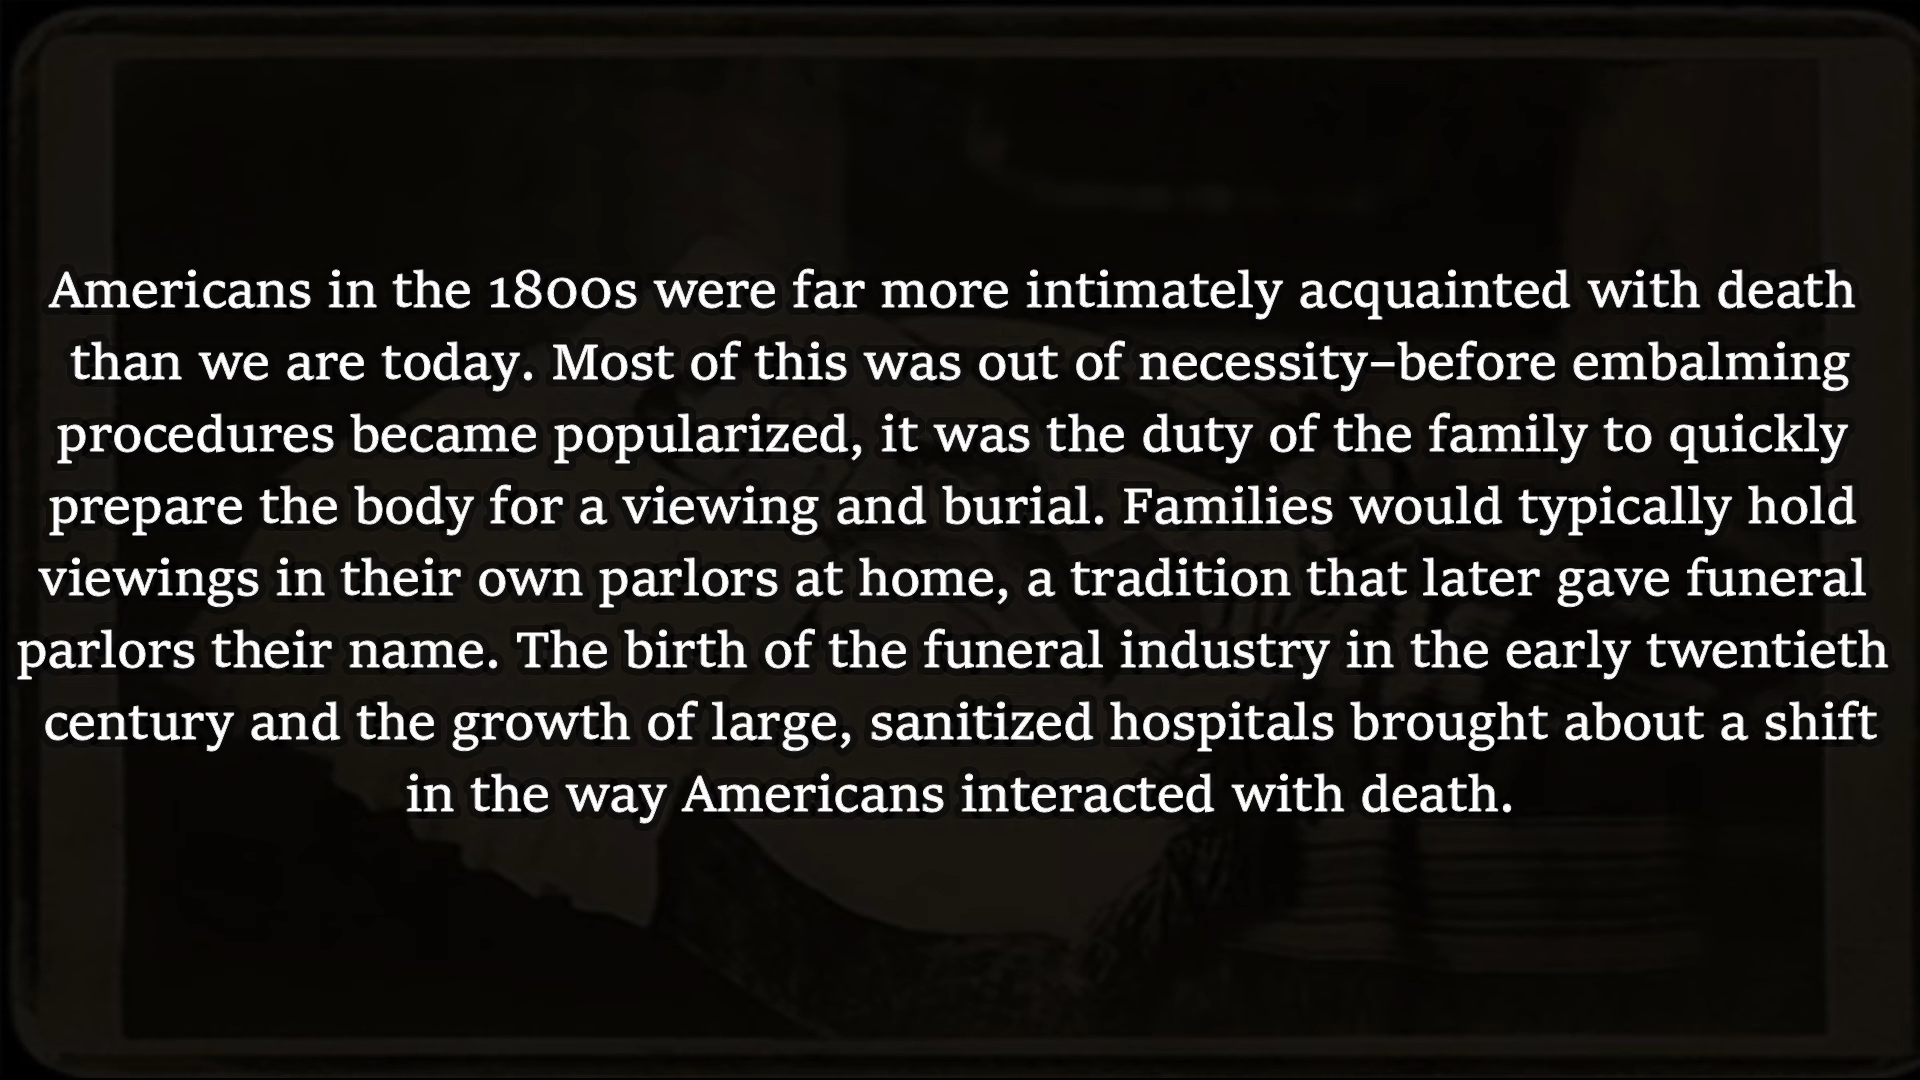 Americans in the 1800s were far more intimately acquainted with death
than we are today. Most of this was out of necessity–before embalming
procedures became popularized, it was the duty of the family to quickly
prepare the body for a viewing and burial. Families would typically hold
viewings in their own parlors at home, a tradition that later gave funeral
parlors their name. The birth of the funeral industry in the early twentieth
century and the growth of large, sanitized hospitals brought about a shift
in the way Americans interacted with death.